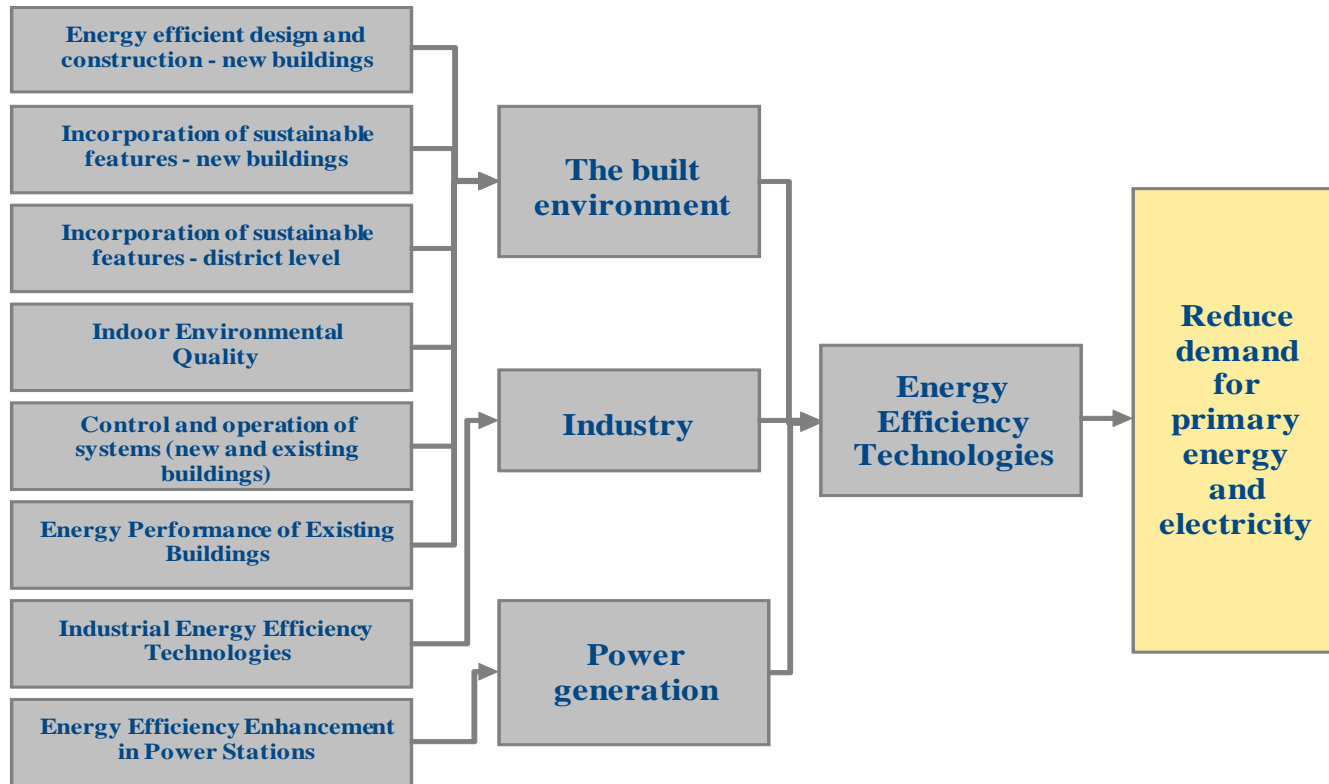 Energy efficient design and
construction - new buildings
Incorporation of sustainable
features - new buildings
Incorporation of sustainable
features - district level
Indoor Environmental
Quality
Control and operation of
systems (new and existing
buildings)
Energy Performance of Existing
Buildings
Industrial Energy Efficiency
Technologies
Energy Efficiency Enhancement
in Power Stations
The built
environment
Industry
Power
generation
Energy
Efficiency
Technologies
Reduce
demand
for
primary
energy
and
electricity